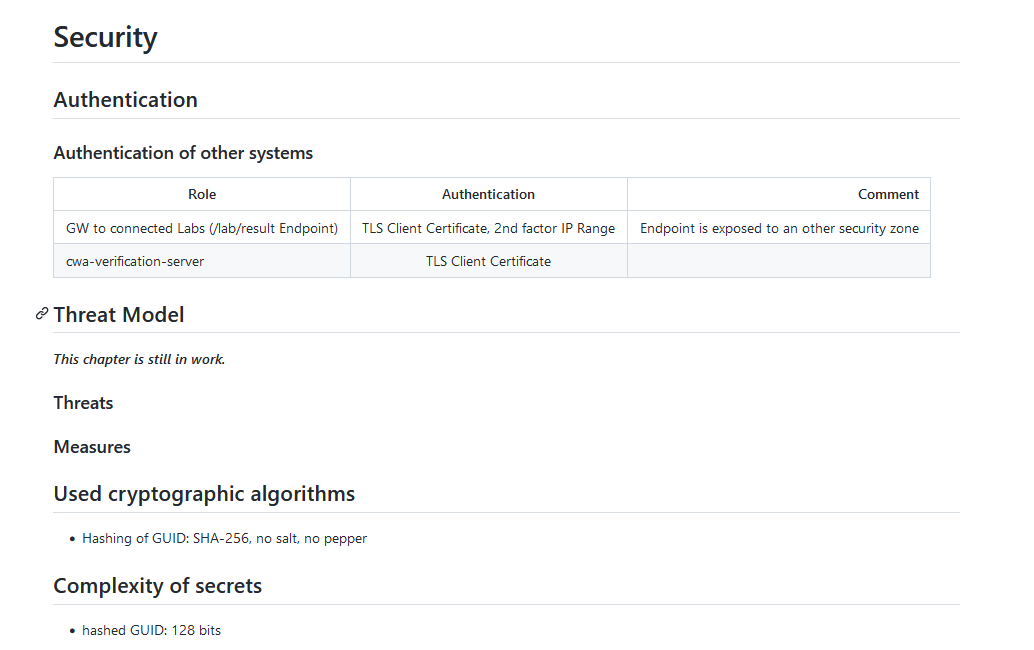 Security
Authentication
Authentication of other systems
Role Authentication Comment
GW to connected Labs (/lab/result Endpoint) TLS Client Certificate, 2nd factor IP Range Endpoint is exposed to an other security zone
cwa-verification-server TLS Client Certificate
Threat Model
This chapter is still in work.
Threats
Measures
Used cryptographic algorithms
• Hashing of GUID: SHA-256, no salt, no pepper
Complexity of secrets
• hashed GUID: 128 bits